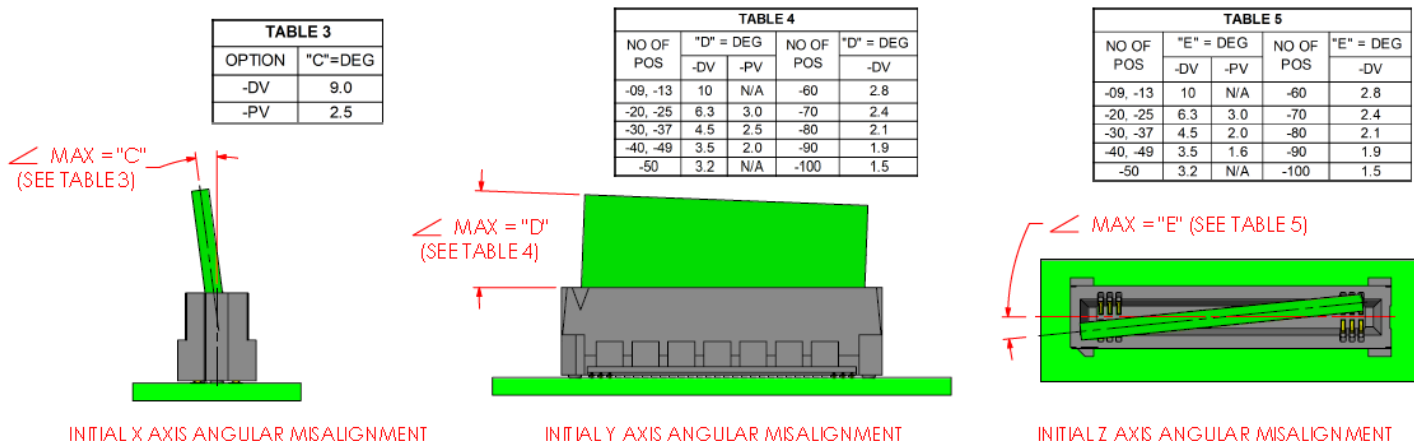 TABLE 3
OPTION "C"=DEG
-DV 9.0
-PV 2.5
TABLE 4
NO OF POS "D" = DEG NO OF POS "D" = DEG
-DV -PV -DV
-09, -13 10 N/A -60 2.8
-20, -25 6.3 3.0 -70 2.4
-30, -37 4.5 2.5 -80 2.1
-40, -49 3.5 2.0 -90 1.9
-50 3.2 N/A -100 1.5
TABLE 5
NO OF POS "E" = DEG NO OF POS "E" = DEG
-DV -PV -DV
-09, -13 10 N/A -60 2.8
-20, -25 6.3 3.0 -70 2.4
-30, -37 4.5 2.0 -80 2.1
-40, -49 3.5 1.6 -90 1.9
-50 3.2 N/A -100 1.5
∠ MAX = "C"
(SEE TABLE 3)
∠ MAX = "D"
(SEE TABLE 4)
∠ MAX = "E" (SEE TABLE 5)
INITIAL X AXIS ANGULAR MISALIGNMENT
INITIAL Y AXIS ANGULAR MISALIGNMENT
INITIAL Z AXIS ANGULAR MISALIGNMENT